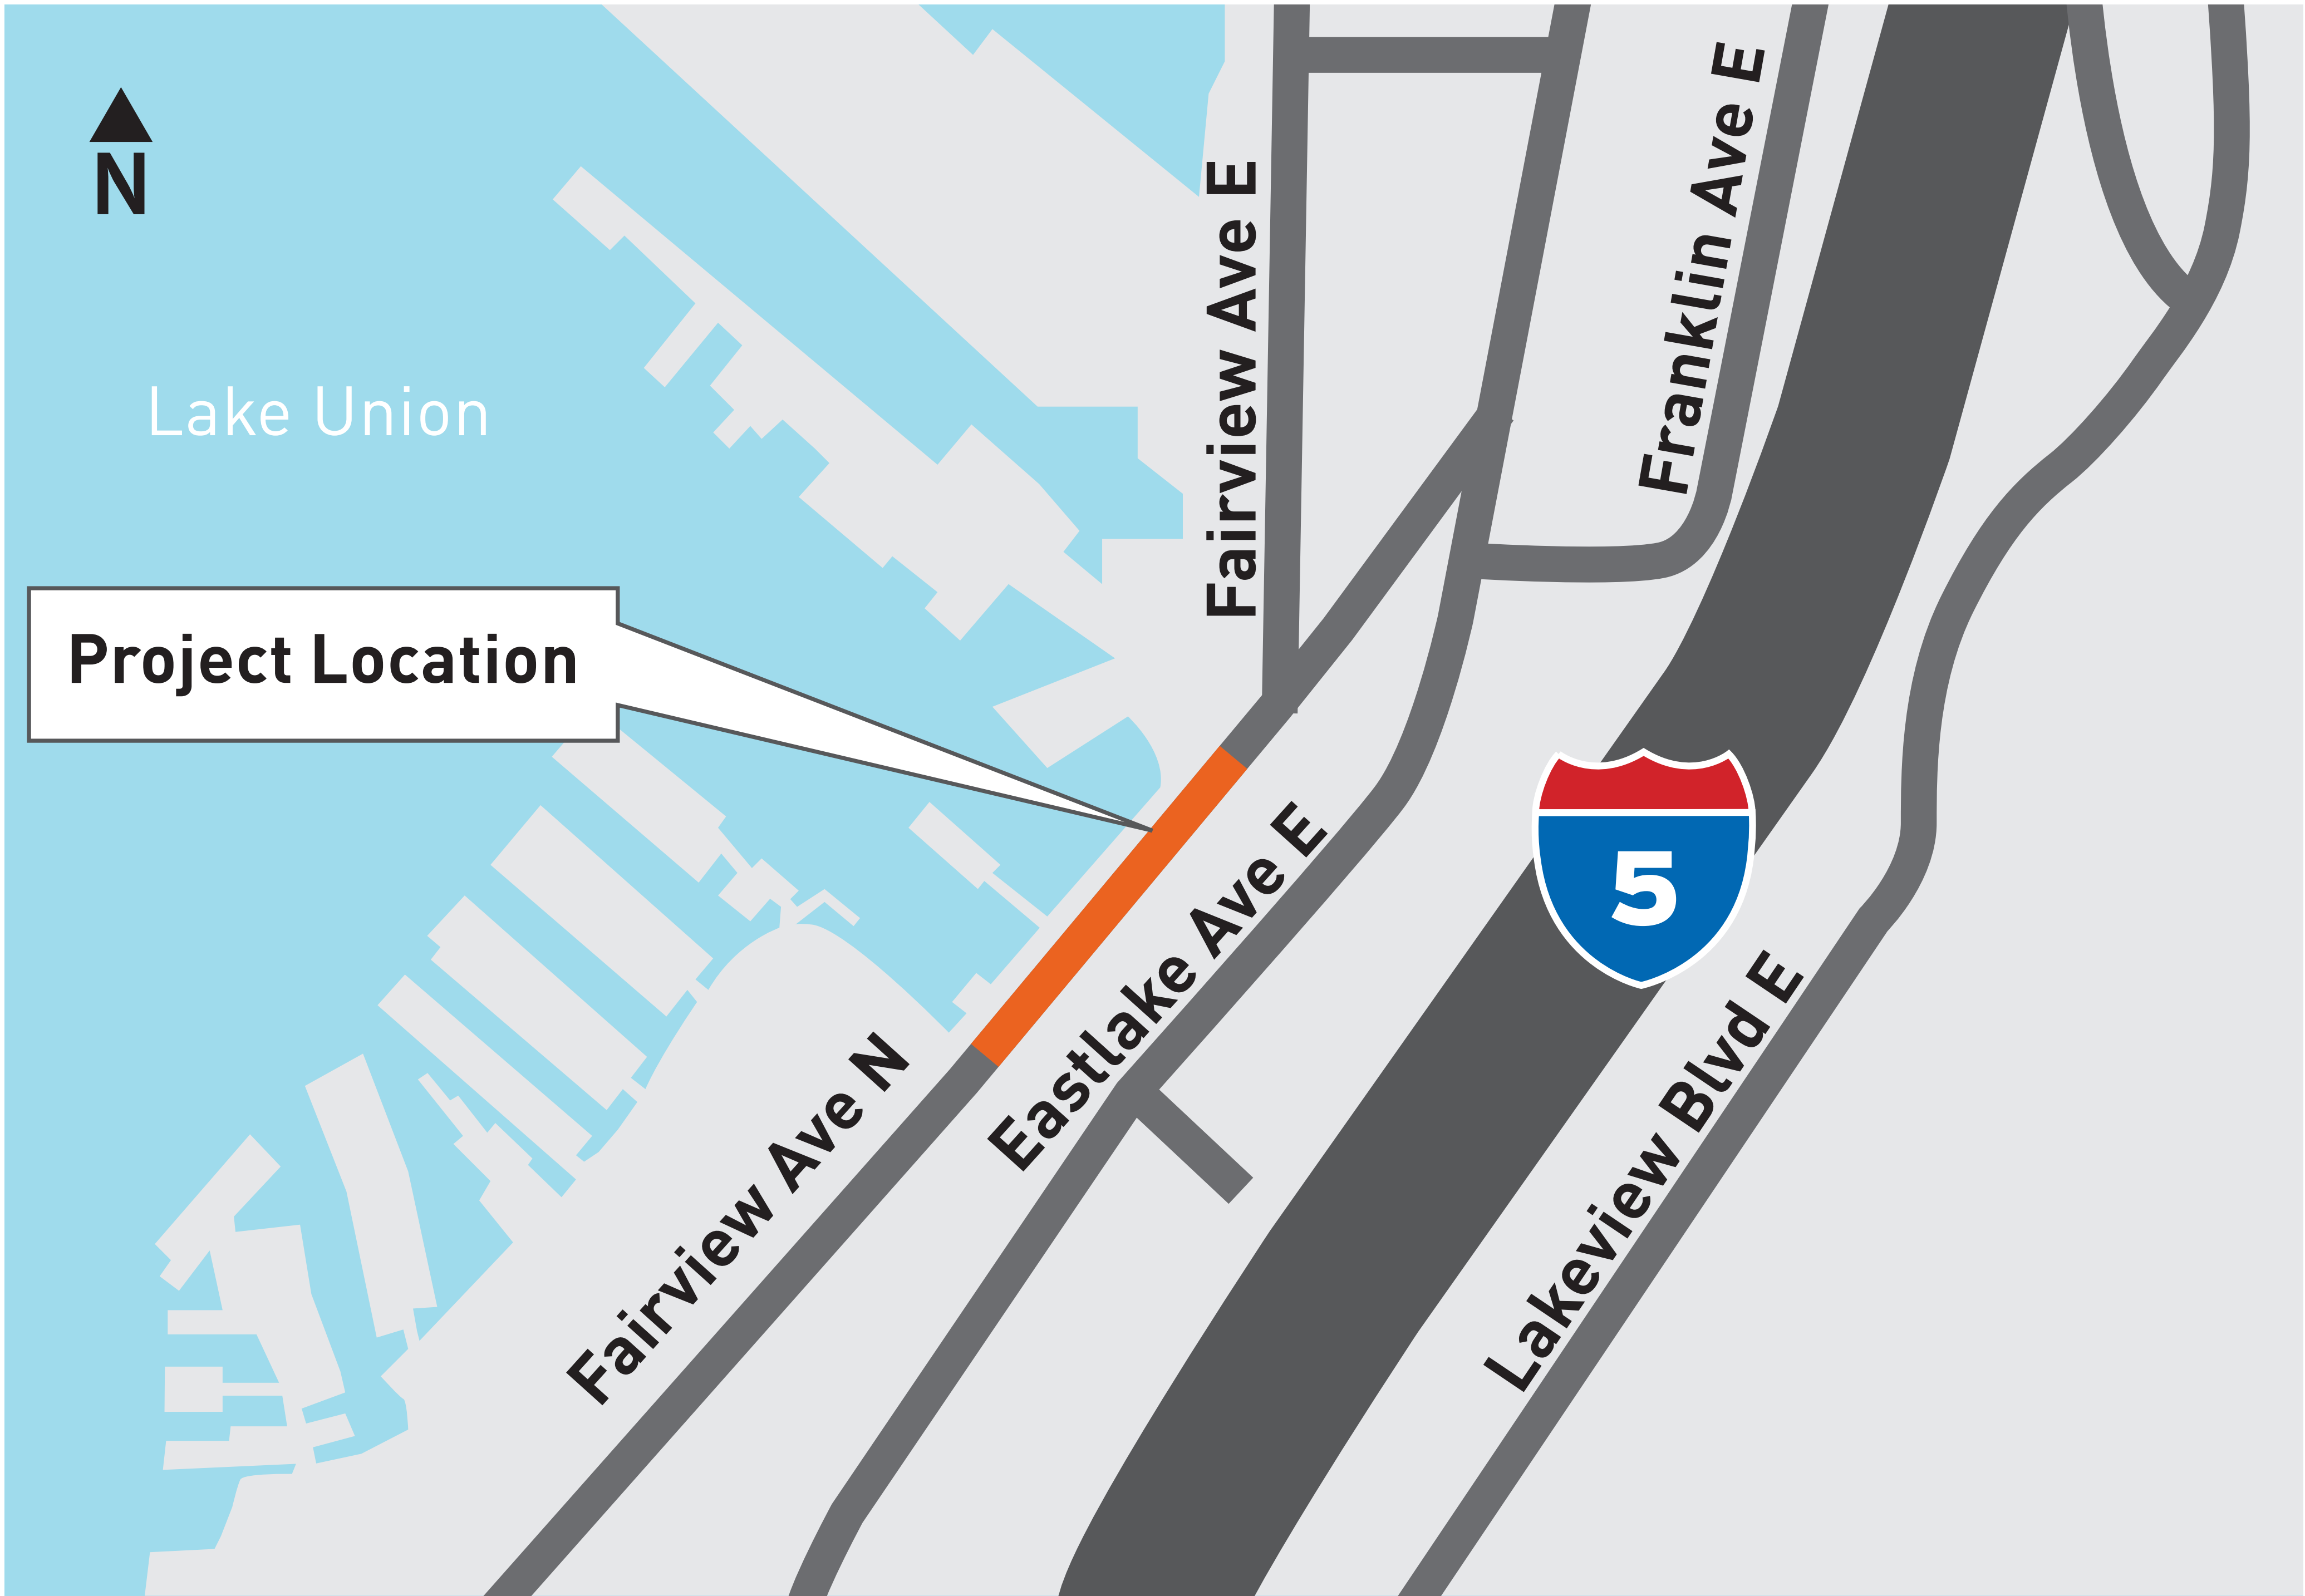 N
Lake Union
Project Location
Fairview Ave E
Franklin Ave E
5
Fairview Ave N
Eastlake Ave E
Lakeview Blvd E